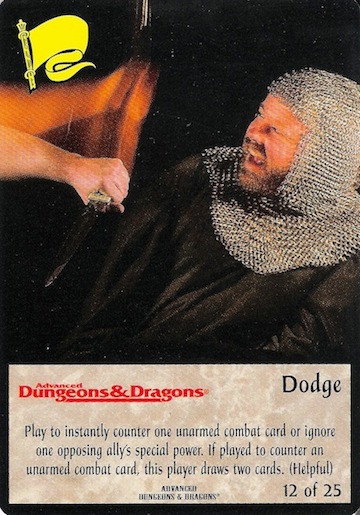 Advanced
Dungeons & Dragons®
Dodge
Play to instantly counter one unarmed combat card or ignore
one opposing ally's special power. If played to counter an
unarmed combat card, this player draws two cards. (Helpful)
ADVANCED
DUNGEONS & DRAGONS®
12 of 25